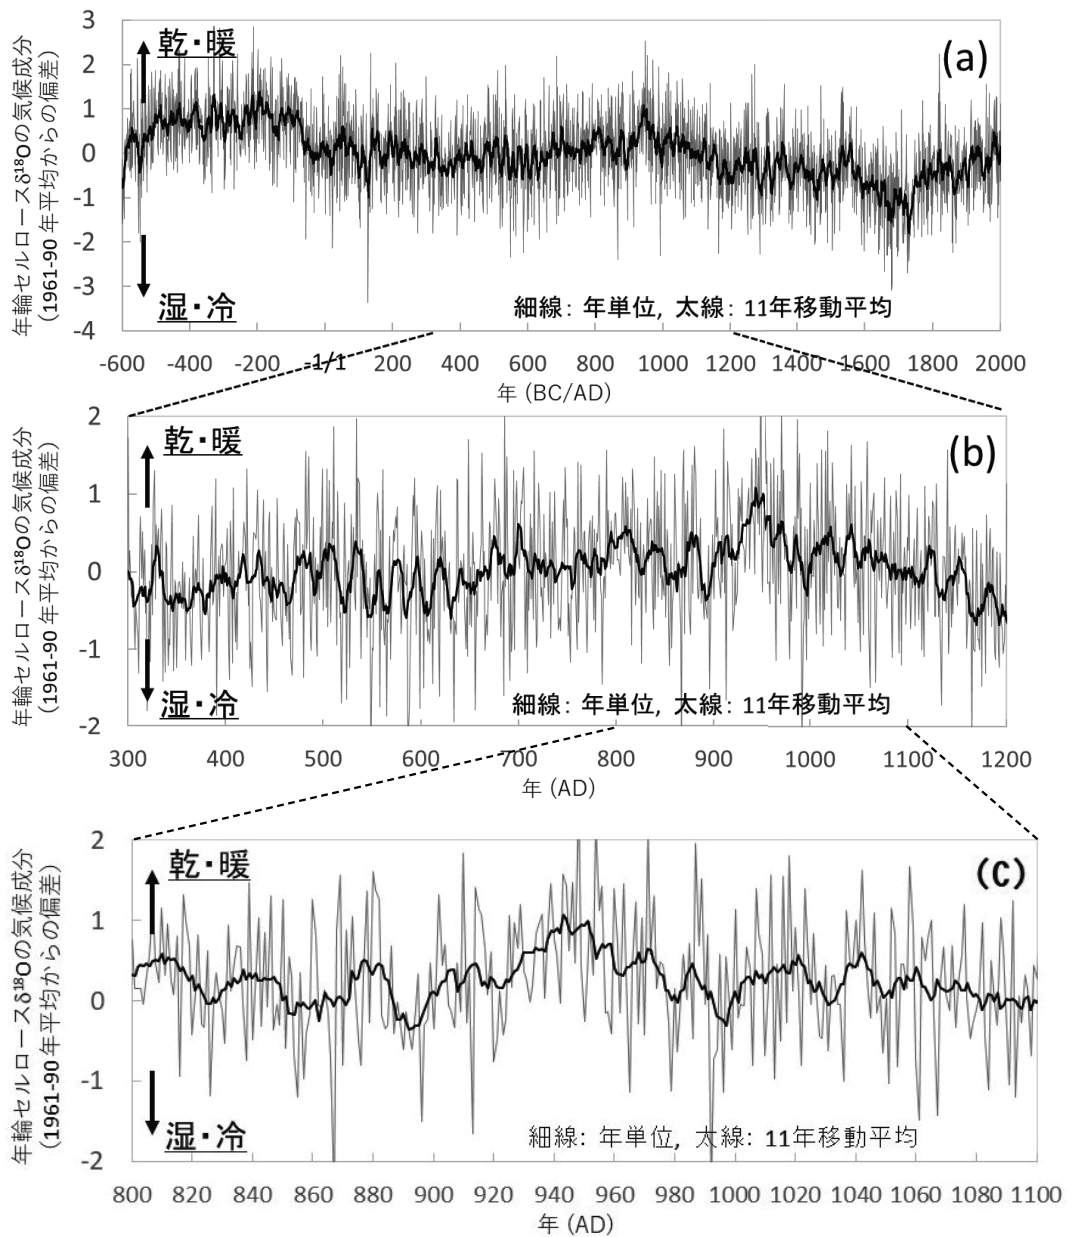 年輪セルロースδ¹⁸Oの気候成分
（1961-90 年平均からの偏差）
3
2
1
0
-1
-2
-3
-4
乾・暖
(a)
湿・冷
細線： 年単位， 太線： 11年移動平均
-600 -400 -200 -1/1 200 400 600 800 1000 1200 1400 1600 1800 2000
年 (BC/AD)
年輪セルロースδ¹⁸Oの気候成分
（1961-90 年平均からの偏差）
2
1
0
-1
-2
乾・暖
(b)
湿・冷
細線： 年単位， 太線： 11年移動平均
300 400 500 600 700 800 900 1000 1100 1200
年 (AD)
年輪セルロースδ¹⁸Oの気候成分
（1961-90 年平均からの偏差）
2
1
0
-1
-2
乾・暖
(C)
湿・冷
細線： 年単位， 太線： 11年移動平均
800 820 840 860 880 900 920 940 960 980 1000 1020 1040 1060 1080 1100
年 (AD)